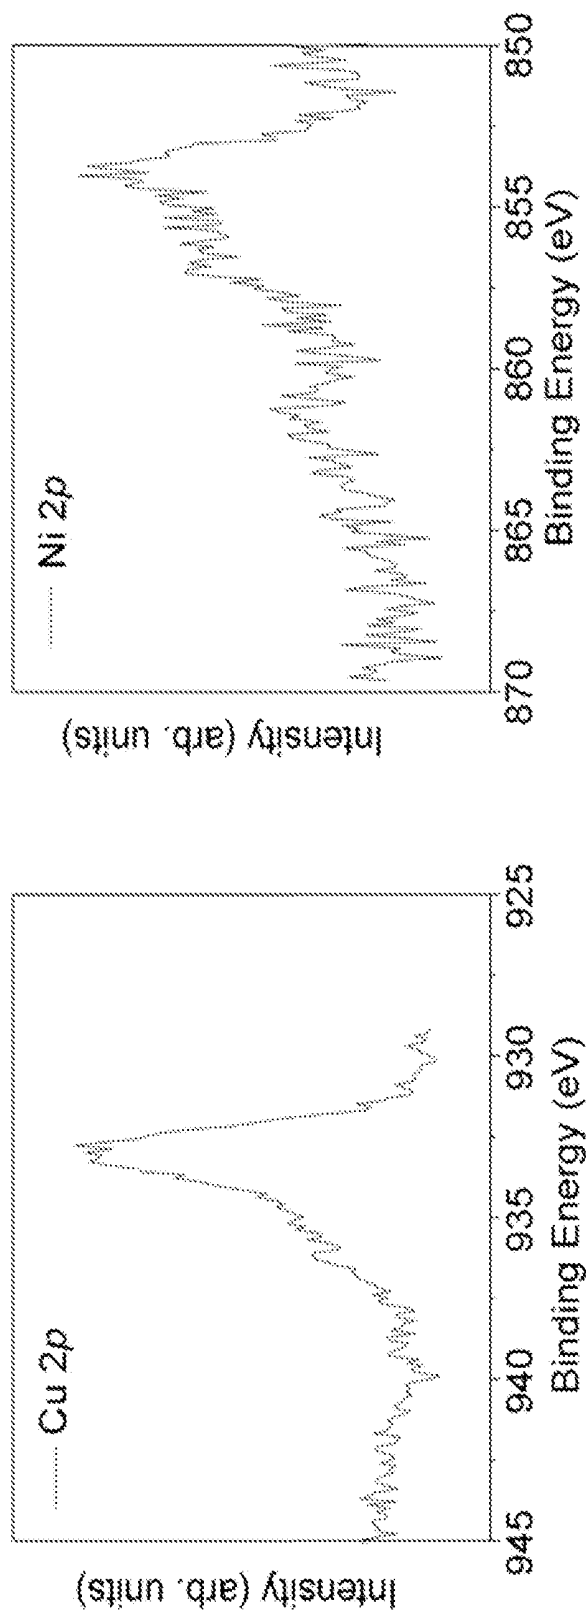 Cu 2p
Intensity (arb. units)
945 940 935 930 925
Binding Energy (eV)
Ni 2p
Intensity (arb. units)
870 865 860 855 850
Binding Energy (eV)